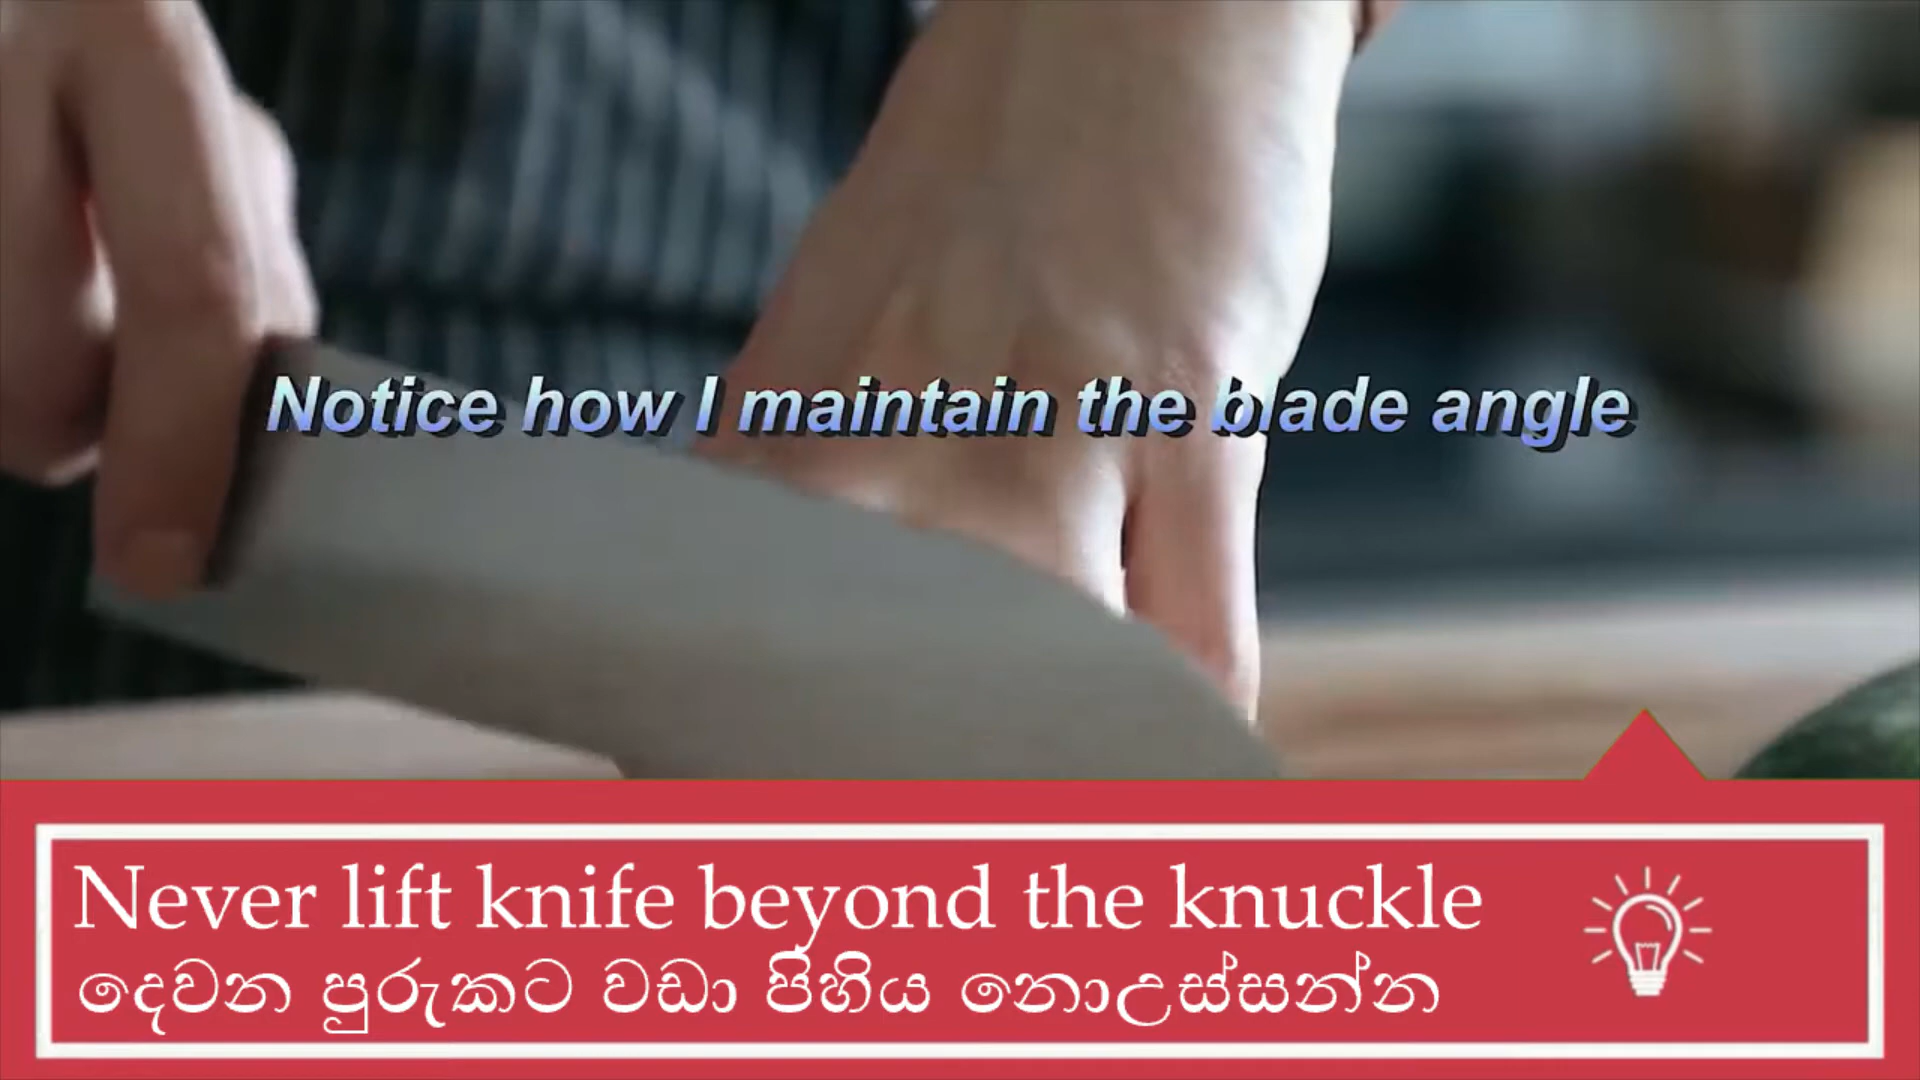 Notice how I maintain the blade angle
Never lift knife beyond the knuckle
දෙවන පුරුකට වඩා පිහිය නොඋස්සන්න